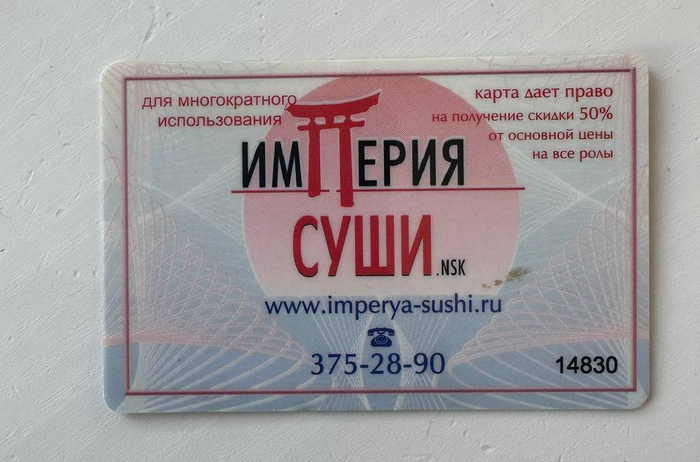 для многократного
использования
карта дает право
на получение скидки 50%
от основной цены
на все ролы
ИМПЕРИЯ
СУШИ.NSK
www.imperya-sushi.ru
375-28-90
14830